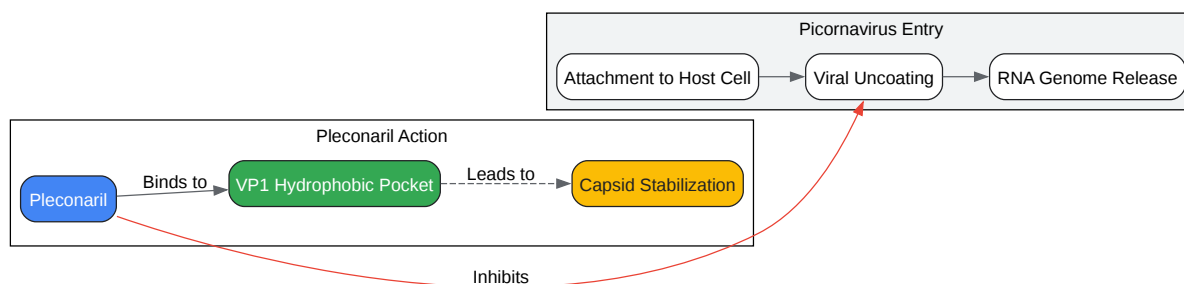 Picornavirus Entry
Attachment to Host Cell
Viral Uncoating
RNA Genome Release
Pleconaril Action
Pleconaril
Binds to
VP1 Hydrophobic Pocket
Leads to
Capsid Stabilization
Inhibits